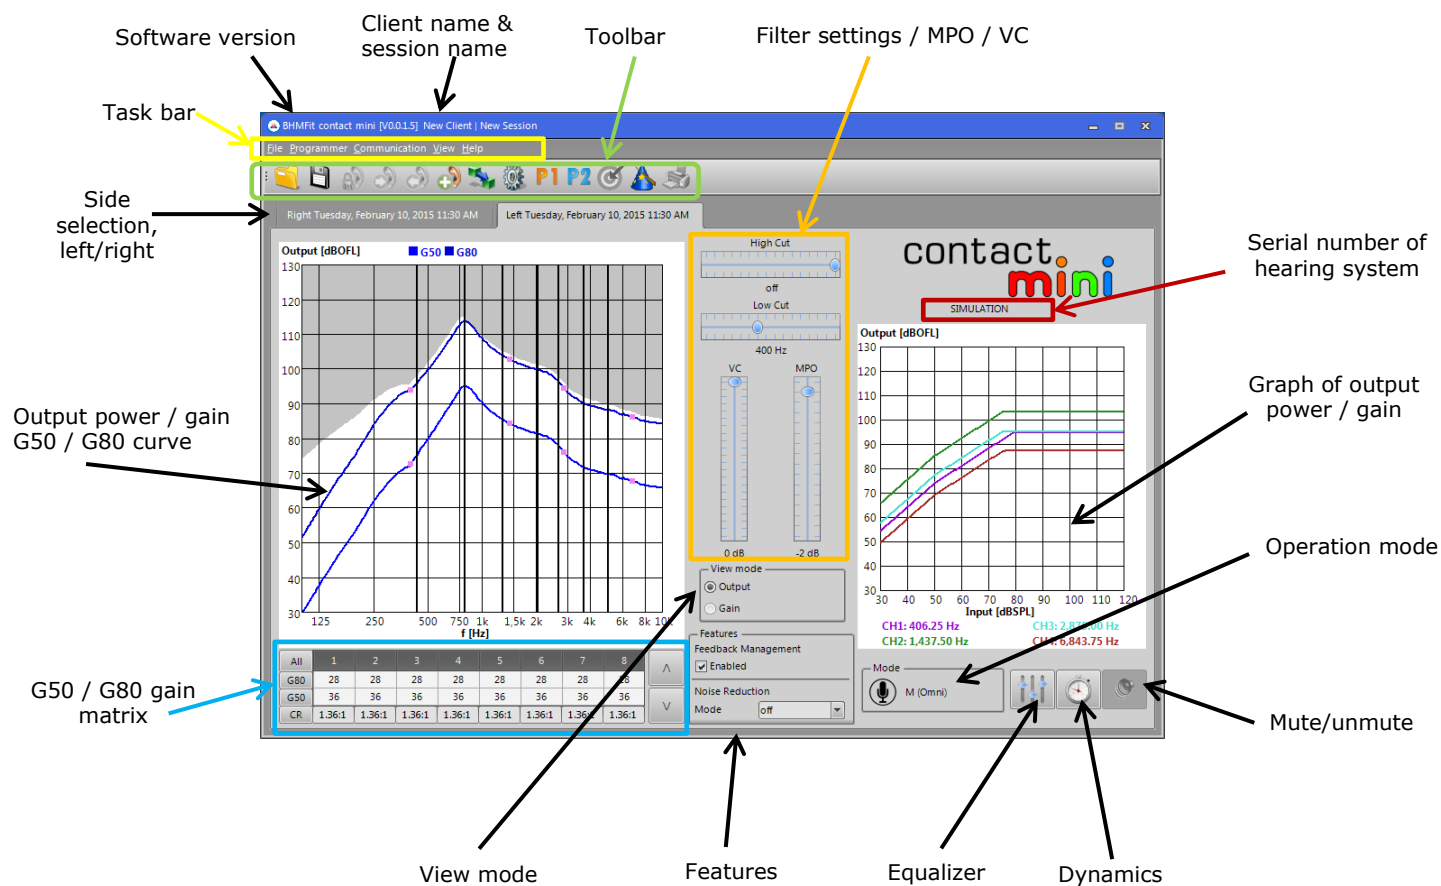 Software version
Client name &
session name
Toolbar
Filter settings / MPO / VC
Task bar
BHMFit contact mini [V0.0.1.5] New Client | New Session
File Programmer Communication View Help
P1 P2
Side
selection,
left/right
Right Tuesday, February 10, 2015 11:30 AM
Left Tuesday, February 10, 2015 11:30 AM
Output [dBOFL]
G50 G80
130
120
110
100
90
80
70
60
50
40
30
125 250 500 750 1k 1,5k 2k 3k 4k 6k 8k
f [Hz]
High Cut
off
Low Cut
400 Hz
VC MPO
0 dB -2 dB
contact
mini
SIMULATION
Serial number of
hearing system
Output [dBOFL]
130
120
110
100
90
80
70
60
50
40
30
30 40 50 60 70 80 90 100 110 120
Input [dBSPL]
CH1: 406.25 Hz
CH2: 1,437.50 Hz
Hz
6,843.75 Hz
Graph of output
power / gain
Output power / gain
G50 / G80 curve
Operation mode
View mode
Output
Gain
Features
Feedback Management
Enabled
Noise Reduction
Mode off
All 1 2 3 4 5 6 7 8
G80 28 28 28 28 28 28 28 28
G50 36 36 36 36 36 36 36 36
CR 1.36:1 1.36:1 1.36:1 1.36:1 1.36:1 1.36:1 1.36:1 1.36:1
G50 / G80 gain
matrix
Mode
M (Omni)
Mute/unmute
View mode
Features
Equalizer
Dynamics